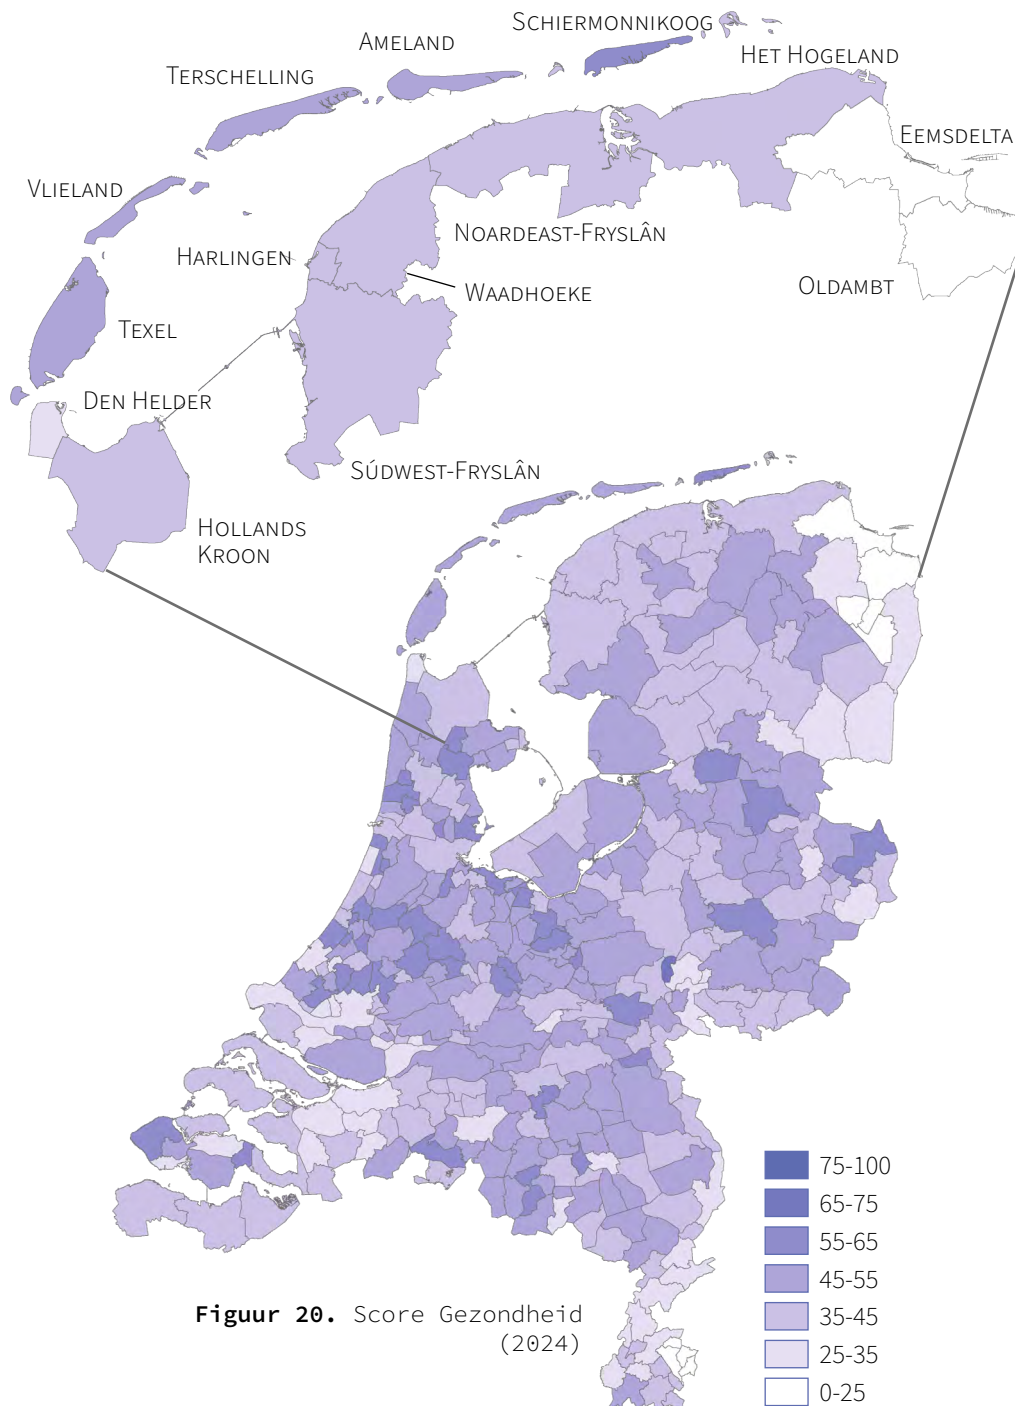 SCHIERMONNIKOOG
AMELAND
HET HOGELAND
TERSCHELLING
EEMSDELTA
VLIELAND
NOARDEAST-FRYSLÂN
HARLINGEN
WAADHOEKE
OLDAMBT
TEXEL
DEN HELDER
SÚDWEST-FRYSLÂN
HOLLANDS
KROON
75-100
65-75
55-65
45-55
35-45
25-35
0-25
Figuur 20. Score Gezondheid
(2024)